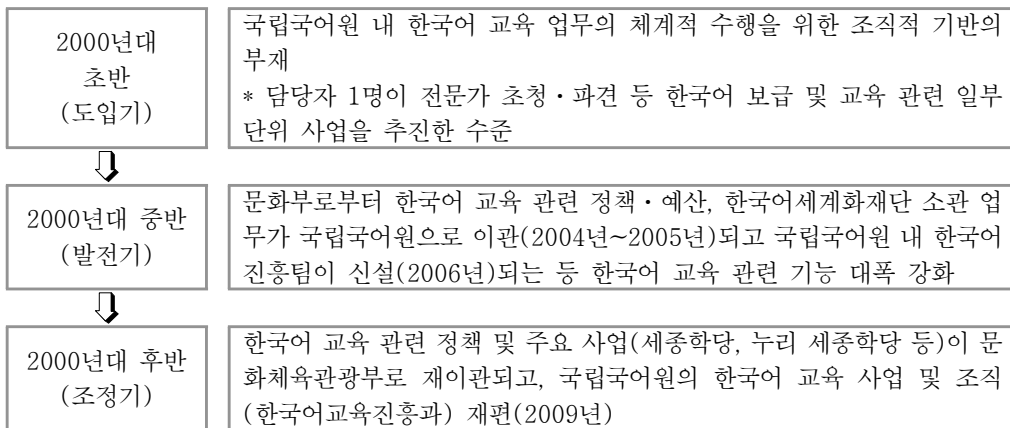 2000년대
초반
(도입기)
국립국어원 내 한국어 교육 업무의 체계적 수행을 위한 조직적 기반의
부재
* 담당자 1명이 전문가 초청·파견 등 한국어 보급 및 교육 관련 일부
단위 사업을 추진한 수준
2000년대 중반
(발전기)
문화부로부터 한국어 교육 관련 정책·예산, 한국어세계화재단 소관 업
무가 국립국어원으로 이관(2004년~2005년)되고 국립국어원 내 한국어
진흥팀이 신설(2006년)되는 등 한국어 교육 관련 기능 대폭 강화
2000년대 후반
(조정기)
한국어 교육 관련 정책 및 주요 사업(세종학당, 누리 세종학당 등)이 문
화체육관광부로 재이관되고, 국립국어원의 한국어 교육 사업 및 조직
(한국어교육진흥과) 재편(2009년)